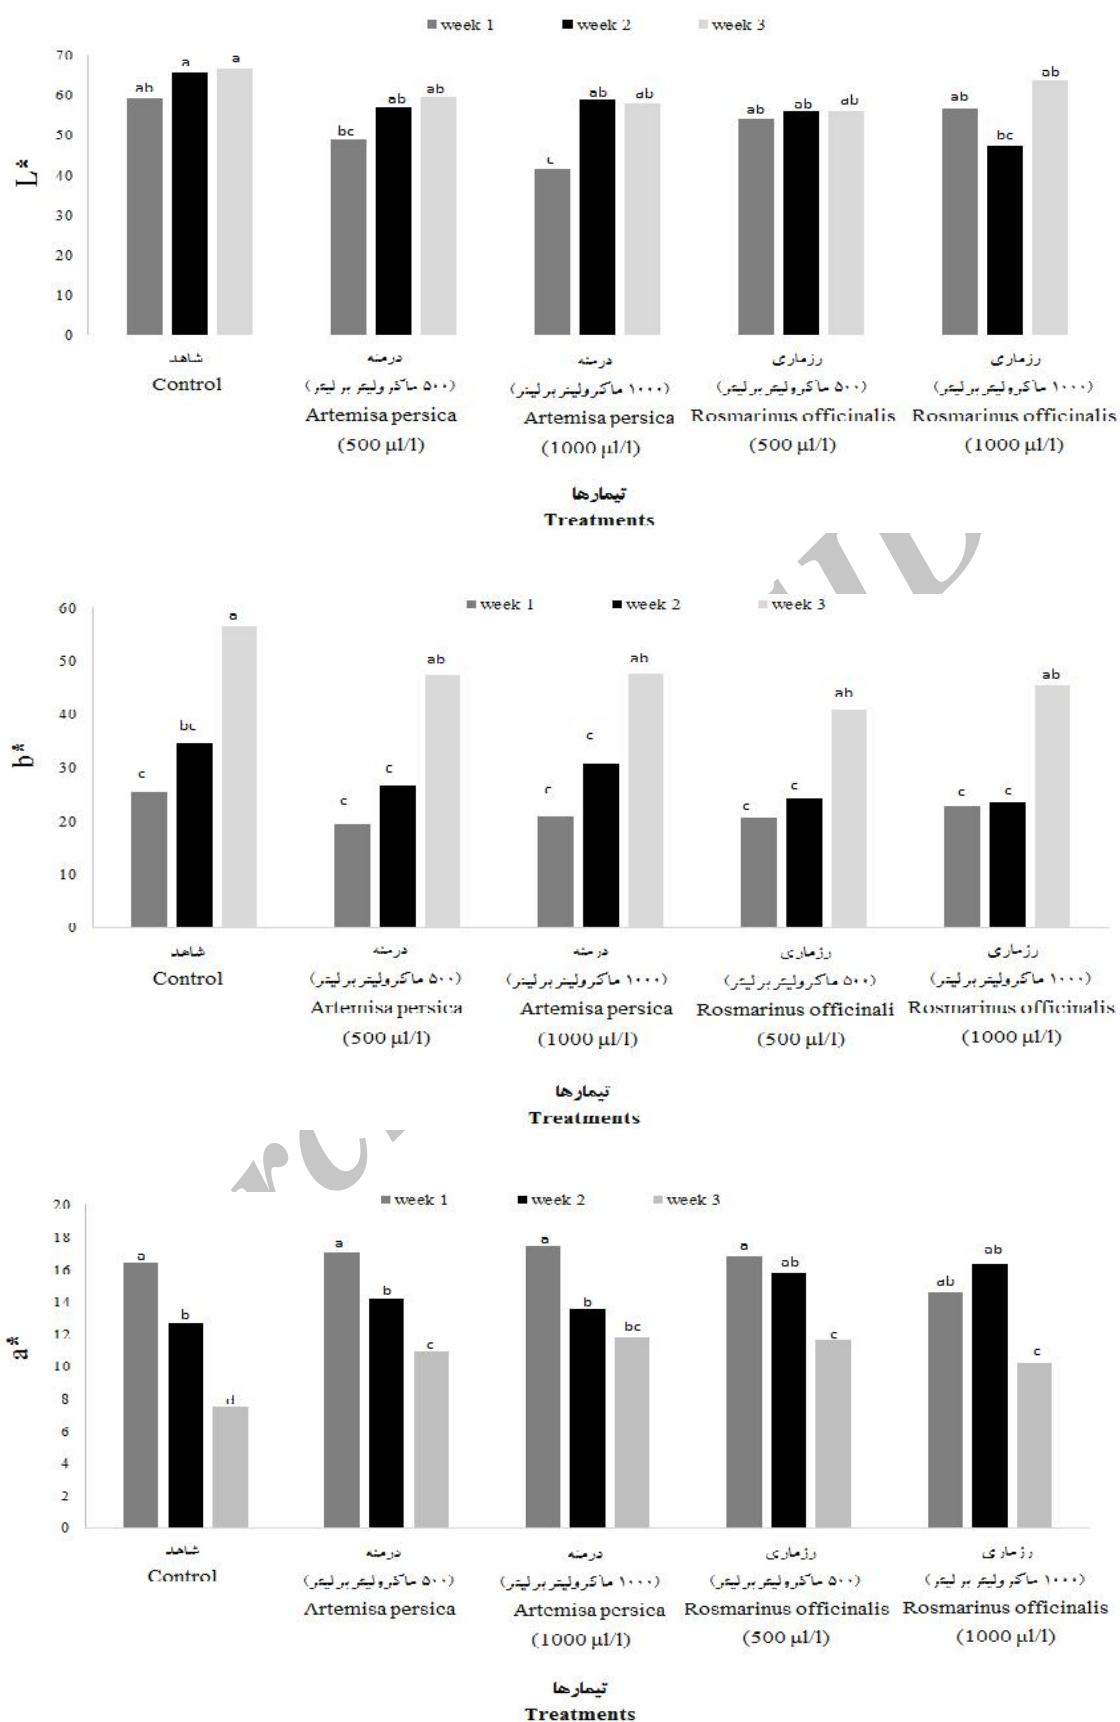 week 1 week 2 week 3
70
60
50
40
30
20
10
0
L*
ab a a
bc ab ab
c ab ab
ab ab ab
ab bc ab
شاهد درمنه درمنه رزماری رزماری
Control (۵۰۰ ماکرولیتر بر لیتر) (۱۰۰۰ ماکرولیتر بر لیتر) (۵۰۰ ماکرولیتر بر لیتر) (۱۰۰۰ ماکرولیتر بر لیتر)
Artemisa persica Artemisa persica Rosmarinus officinalis Rosmarinus officinalis
(500 µl/l) (1000 µl/l) (500 µl/l) (1000 µl/l)
تیمارها
Treatments
week 1 week 2 week 3
60
50
40
30
20
10
0
b*
c bc a
c c ab
c c ab
c c ab
c c ab
شاهد درمنه درمنه رزماری رزماری
Control (۵۰۰ ماکرولیتر بر لیتر) (۱۰۰۰ ماکرولیتر بر لیتر) (۵۰۰ ماکرولیتر بر لیتر) (۱۰۰۰ ماکرولیتر بر لیتر)
Artemisa persica Artemisa persica Rosmarinus officinali Rosmarinus officinalis
(500 µl/l) (1000 µl/l) (500 µl/l) (1000 µl/l)
تیمارها
Treatments
week 1 week 2 week 3
20
18
16
14
12
10
8
6
4
2
0
a*
a b d
a b c
a b bc
a ab c
ab ab c
شاهد درمنه درمنه رزماری رزماری
Control (۵۰۰ ماکرولیتر بر لیتر) (۱۰۰۰ ماکرولیتر بر لیتر) (۵۰۰ ماکرولیتر بر لیتر) (۱۰۰۰ ماکرولیتر بر لیتر)
Artemisa persica Artemisa persica Rosmarinus officinalis Rosmarinus officinalis
(1000 µl/l) (500 µl/l) (1000 µl/l)
تیمارها
Treatments